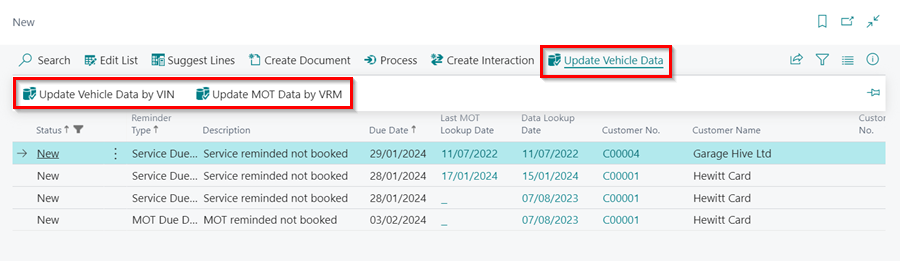 New
Search Edit List Suggest Lines Create Document Process Create Interaction Update Vehicle Data
Update Vehicle Data by VIN Update MOT Data by VRM
Status ↑ Reminder Type ↑ Description Due Date ↑ Last MOT Lookup Date Data Lookup Date Customer No. Customer Name Custor No.
→ New Service Due... Service reminded not booked 29/01/2024 11/07/2022 11/07/2022 C00004 Garage Hive Ltd
New Service Due... Service reminded not booked 28/01/2024 17/01/2024 15/01/2024 C00001 Hewitt Card
New Service Due... Service reminded not booked 28/01/2024 _ 07/08/2023 C00001 Hewitt Card
New MOT Due D... MOT reminded not booked 03/02/2024 _ 07/08/2023 C00001 Hewitt Card